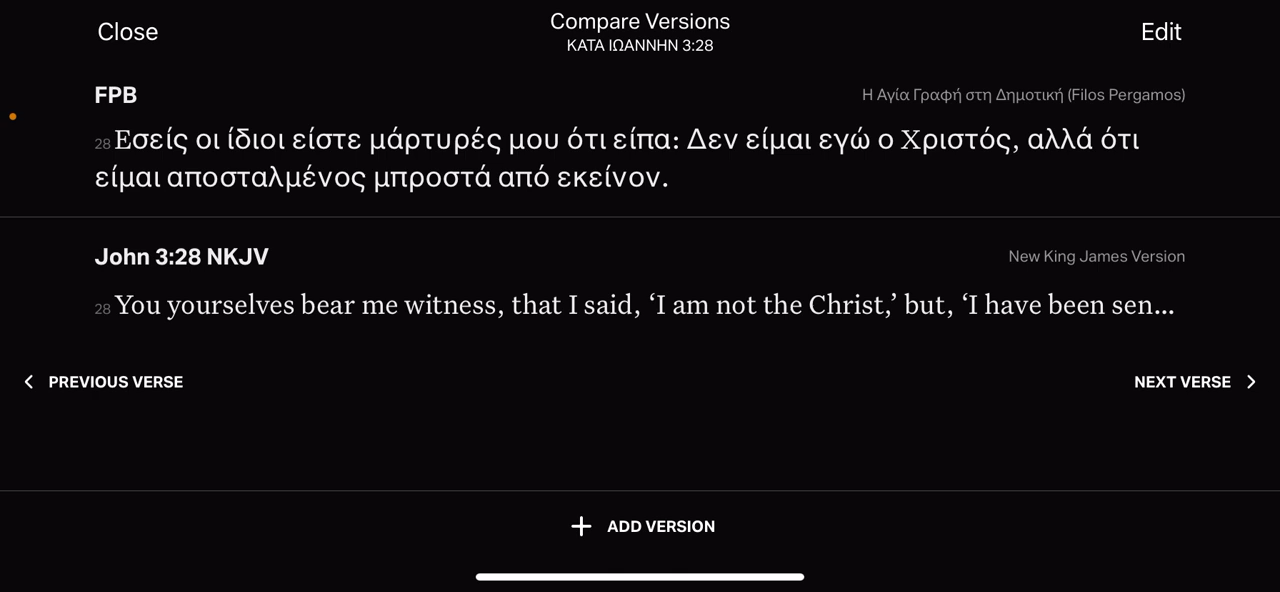 Close
Compare Versions
Edit
ΚΑΤΑ ΙΩΑΝΝΗΝ 3:28
FPB
Η Αγία Γραφή στη Δημοτική (Filos Pergamos)
28 Εσείς οι ίδιοι είστε μάρτυρές μου ότι είπα: Δεν είμαι εγώ ο Χριστός, αλλά ότι
είμαι αποσταλμένος μπροστά από εκείνον.
John 3:28 NKJV
New King James Version
28 You yourselves bear me witness, that I said, ‘I am not the Christ,’ but, ‘I have been sen...
PREVIOUS VERSE
NEXT VERSE
ADD VERSION